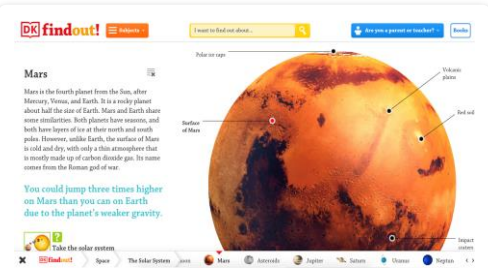 DK findout!
Subjects
I want to find out about...
Are you a parent or teacher?
Books
Polar ice caps
Volcanic
plains
Red soil
Surface
of Mars
Impact
craters
Mars
Mars is the fourth planet from the Sun, after
Mercury, Venus, and Earth. It is a rocky planet
about half the size of Earth. Mars and Earth share
some similarities. Both planets have seasons, and
both have layers of ice at their north and south
poles. However, unlike Earth, the surface of Mars
is cold and dry, with only a thin atmosphere that
is mostly made up of carbon dioxide gas. Its name
comes from the Roman god of war.
You could jump three times higher
on Mars than you can on Earth
due to the planet's weaker gravity.
Take the solar system
DKfindout!
Space
The Solar System
Mars
Asteroids
Jupiter
Saturn
Uranus
Neptun